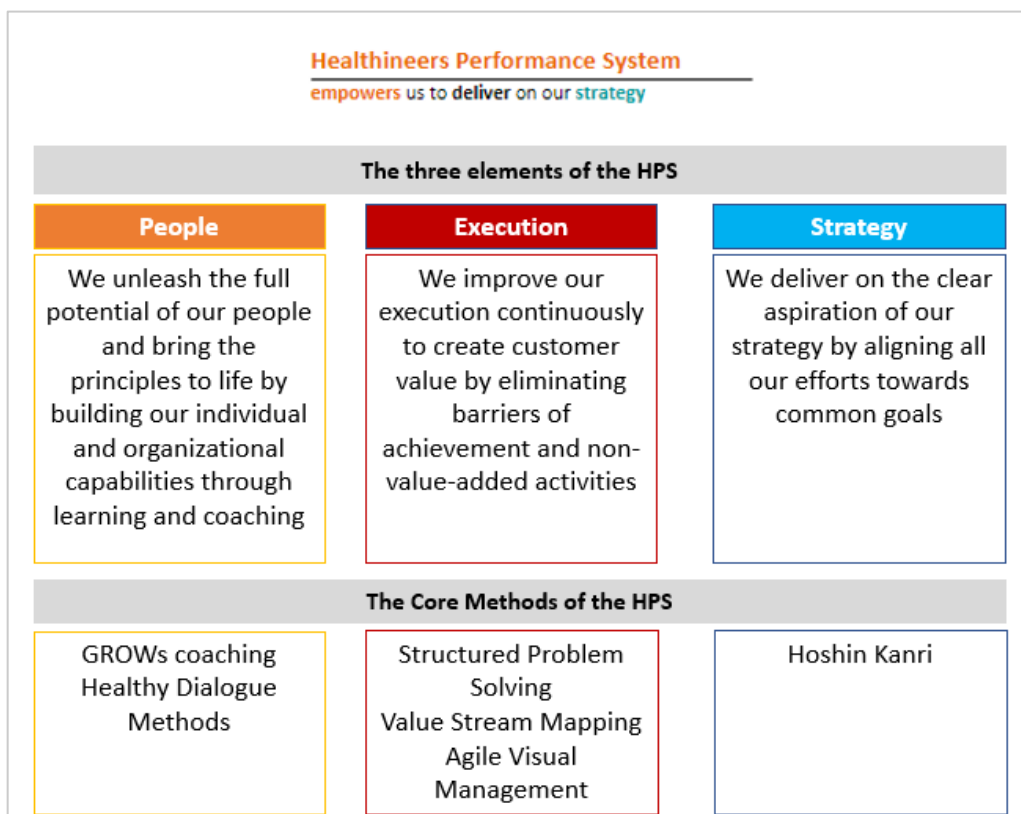 Healthineers Performance System
empowers us to deliver on our strategy
The three elements of the HPS
People
We unleash the full
potential of our people
and bring the
principles to life by
building our individual
and organizational
capabilities through
learning and coaching
Execution
We improve our
execution continuously
to create customer
value by eliminating
barriers of
achievement and non-
value-added activities
Strategy
We deliver on the clear
aspiration of our
strategy by aligning all
our efforts towards
common goals
The Core Methods of the HPS
GROWs coaching
Healthy Dialogue
Methods
Structured Problem
Solving
Value Stream Mapping
Agile Visual
Management
Hoshin Kanri